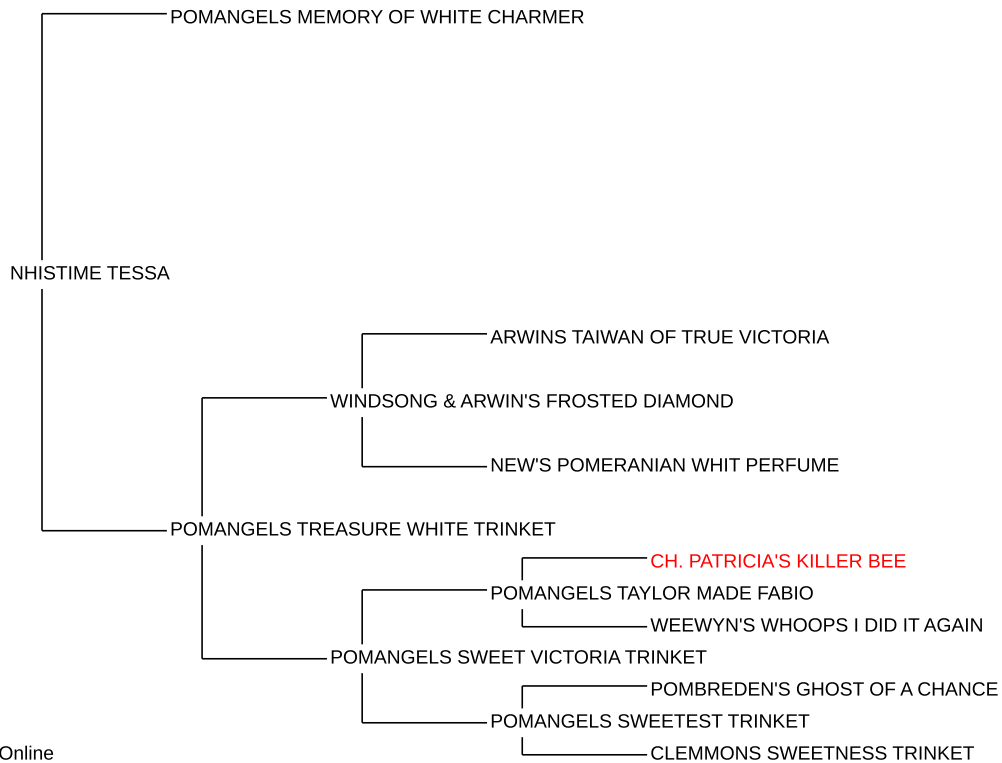 POMANGELS MEMORY OF WHITE CHARMER
NHISTIME TESSA
ARWINS TAIWAN OF TRUE VICTORIA
WINDSONG & ARWIN'S FROSTED DIAMOND
NEW'S POMERANIAN WHIT PERFUME
POMANGELS TREASURE WHITE TRINKET
CH. PATRICIA'S KILLER BEE
POMANGELS TAYLOR MADE FABIO
WEEWYN'S WHOOPS I DID IT AGAIN
POMANGELS SWEET VICTORIA TRINKET
POMBREDEN'S GHOST OF A CHANCE
POMANGELS SWEETEST TRINKET
CLEMMONS SWEETNESS TRINKET
Online